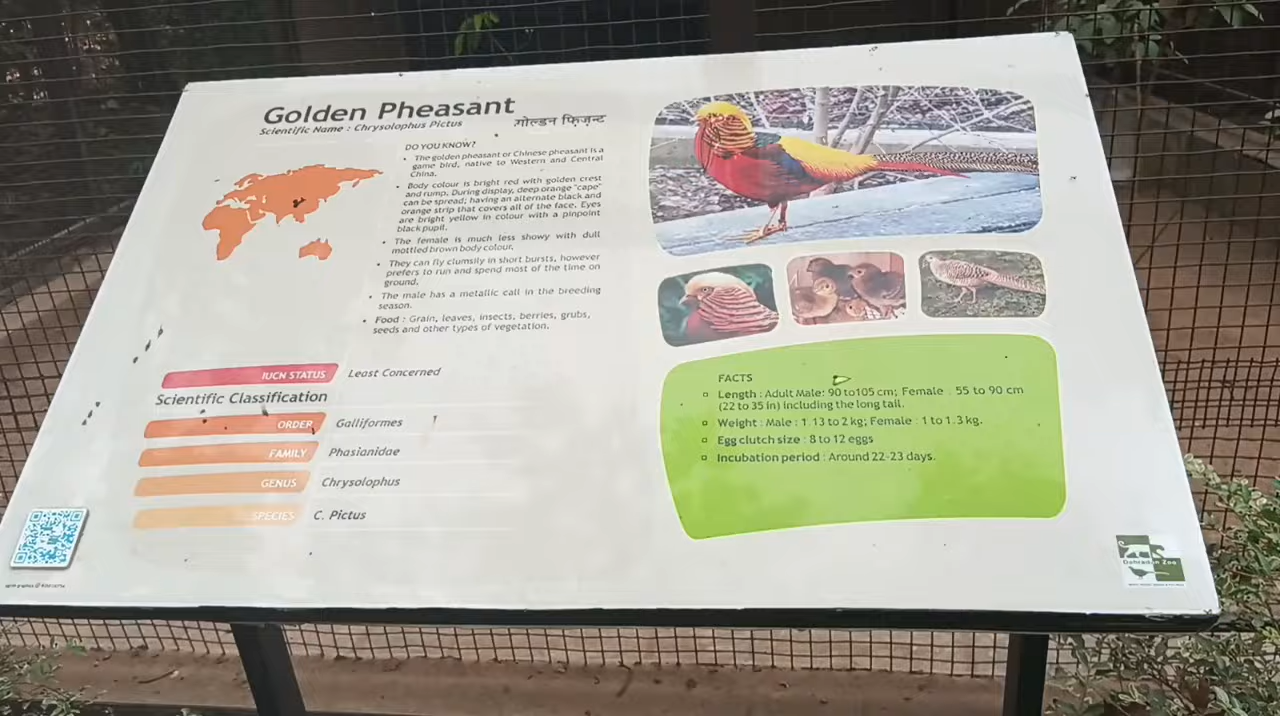 Golden Pheasant
Scientific Name : Chrysolophus Pictus
गोल्डन फिज़न्ट
DO YOU KNOW?
• The golden pheasant or Chinese pheasant is a
game bird, native to Western and Central
China.
• Body colour is bright red with golden crest
and rump. During display, deep orange "cape"
can be spread; having an alternate black and
orange strip that covers all of the face. Eyes
are bright yellow in colour with a pinpoint
black pupil.
• The female is much less showy with dull
mottled brown body colour.
• They can fly clumsily in short bursts, however
prefers to run and spend most of the time on
ground.
• The male has a metallic call in the breeding
season.
• Food : Grain, leaves, insects, berries, grubs,
seeds and other types of vegetation.
IUCN STATUS Least Concerned
Scientific Classification
ORDER Galliformes
FAMILY Phasianidae
GENUS Chrysolophus
SPECIES C. Pictus
FACTS
Length : Adult Male: 90 to105 cm; Female : 55 to 90 cm
(22 to 35 in) including the long tail.
Weight : Male : 1.13 to 2 kg; Female : 1 to 1.3 kg.
Egg clutch size : 8 to 12 eggs
Incubation period : Around 22-23 days.
Dehradun Zoo